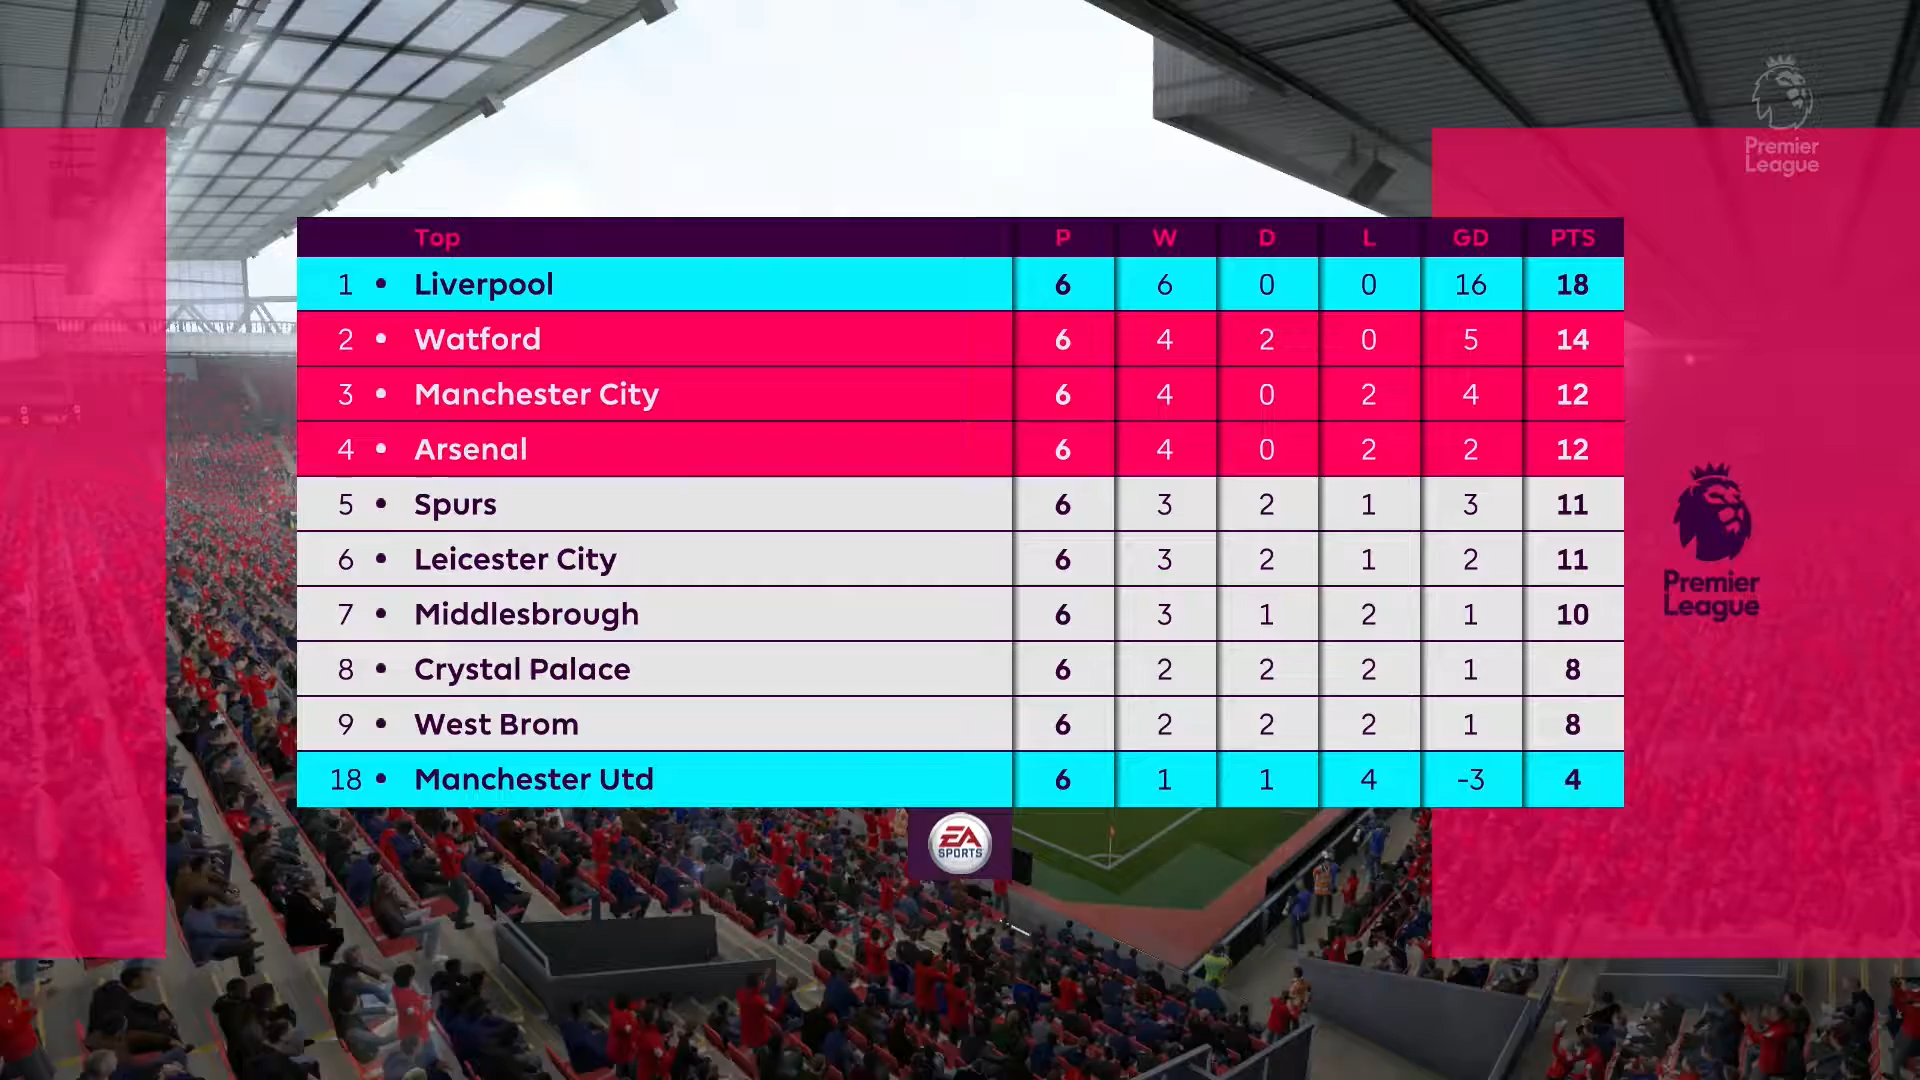 Premier
League
Top P W D L GD PTS
1 • Liverpool 6 6 0 0 16 18
2 • Watford 6 4 2 0 5 14
3 • Manchester City 6 4 0 2 4 12
4 • Arsenal 6 4 0 2 2 12
5 • Spurs 6 3 2 1 3 11
6 • Leicester City 6 3 2 1 2 11
7 • Middlesbrough 6 3 1 2 1 10
8 • Crystal Palace 6 2 2 2 1 8
9 • West Brom 6 2 2 2 1 8
18 • Manchester Utd 6 1 1 4 -3 4
Premier
League
EA
SPORTS